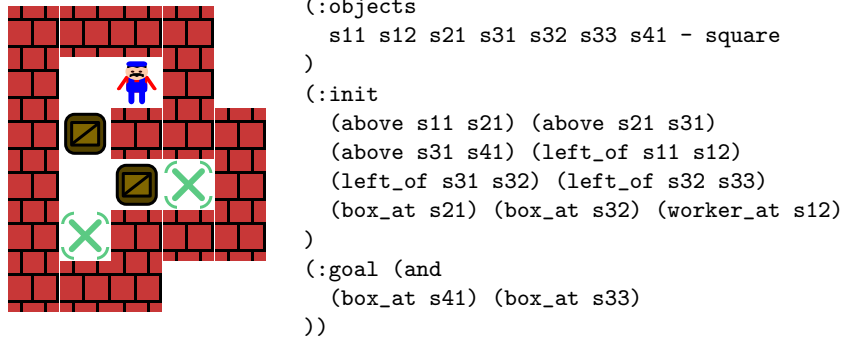 (:objects
s11 s12 s21 s31 s32 s33 s41 - square
)
(:init
(above s11 s21) (above s21 s31)
(above s31 s41) (left_of s11 s12)
(left_of s31 s32) (left_of s32 s33)
(box_at s21) (box_at s32) (worker_at s12)
)
(:goal (and
(box_at s41) (box_at s33)
))